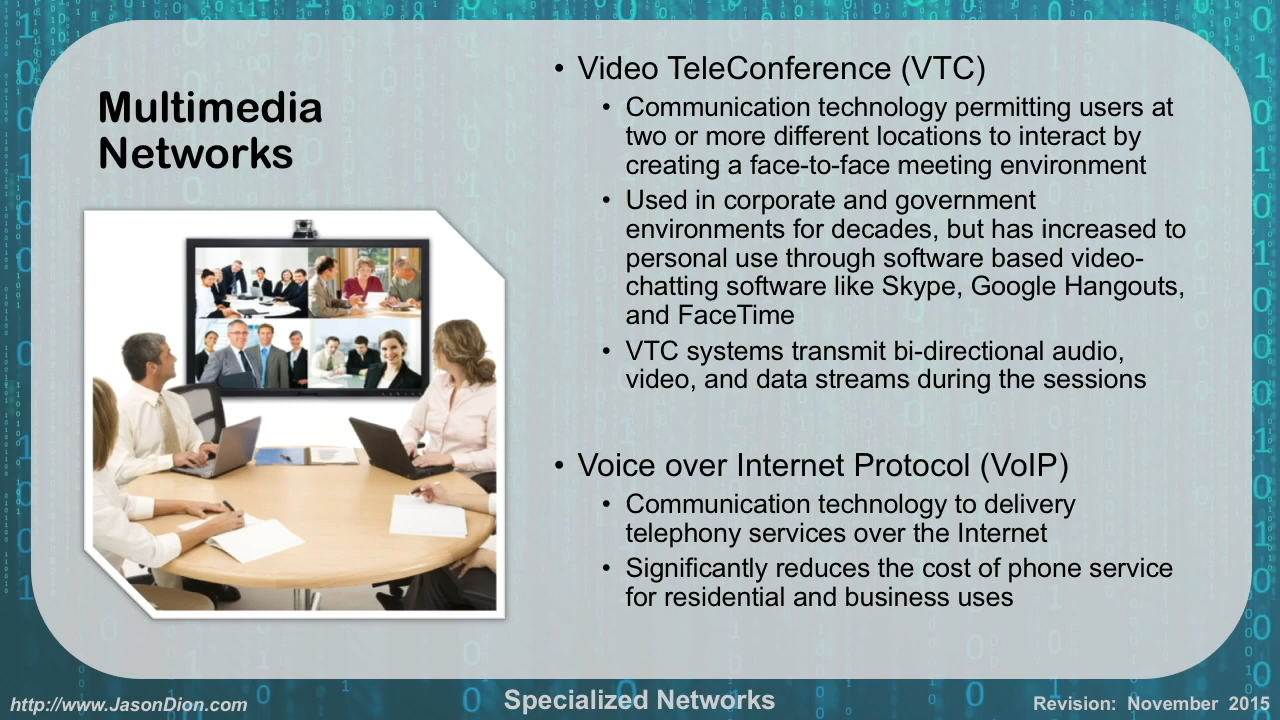 Multimedia
Networks
• Video TeleConference (VTC)
• Communication technology permitting users at
two or more different locations to interact by
creating a face-to-face meeting environment
• Used in corporate and government
environments for decades, but has increased to
personal use through software based video-
chatting software like Skype, Google Hangouts,
and FaceTime
• VTC systems transmit bi-directional audio,
video, and data streams during the sessions
• Voice over Internet Protocol (VoIP)
• Communication technology to delivery
telephony services over the Internet
• Significantly reduces the cost of phone service
for residential and business uses
http://www.JasonDion.com
Specialized Networks
Revision: November 2015